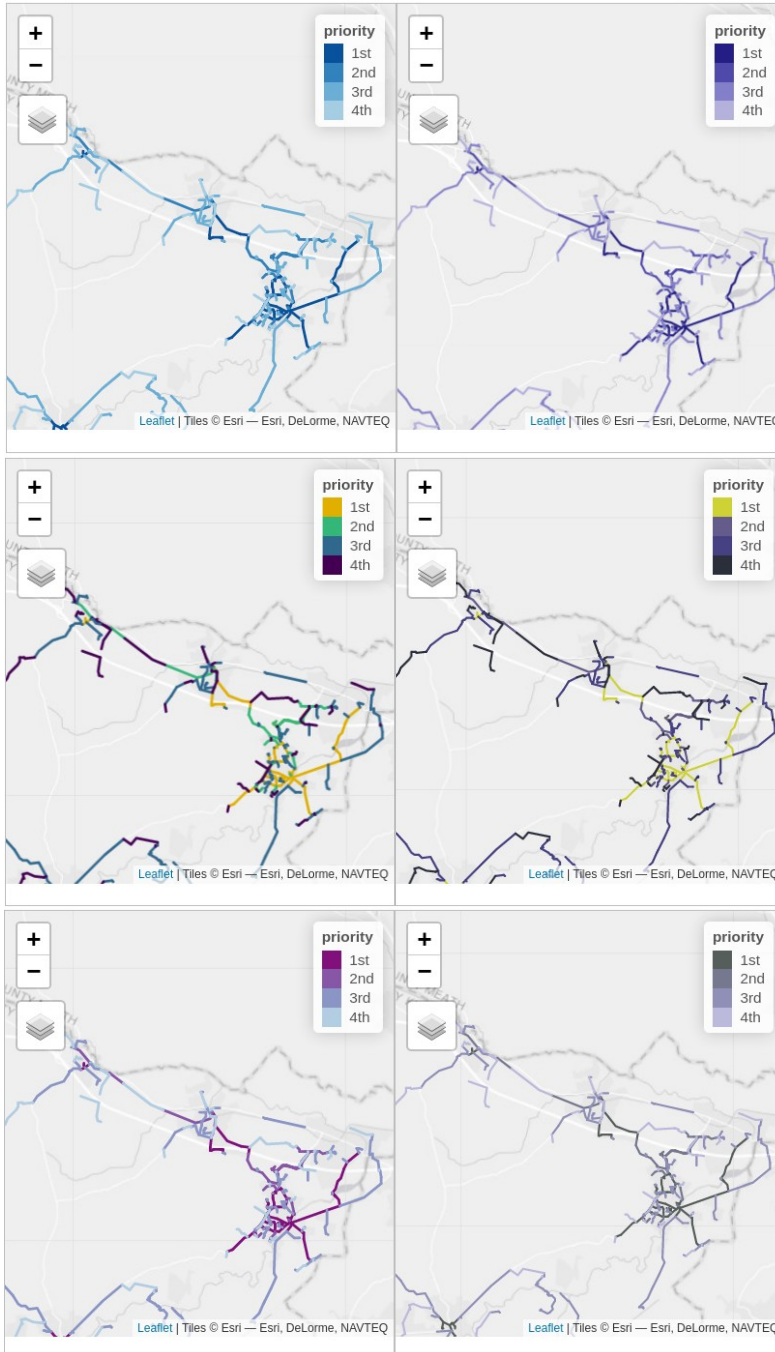 +
−
priority
1st
2nd
3rd
4th
Leaflet | Tiles © Esri — Esri, DeLorme, NAVTEQ
+
−
priority
1st
2nd
3rd
4th
Leaflet | Tiles © Esri — Esri, DeLorme, NAVTEQ
+
−
priority
1st
2nd
3rd
4th
Leaflet | Tiles © Esri — Esri, DeLorme, NAVTEQ
+
−
priority
1st
2nd
3rd
4th
Leaflet | Tiles © Esri — Esri, DeLorme, NAVTEQ
+
−
priority
1st
2nd
3rd
4th
Leaflet | Tiles © Esri — Esri, DeLorme, NAVTEQ
+
−
priority
1st
2nd
3rd
4th
Leaflet | Tiles © Esri — Esri, DeLorme, NAVTEQ